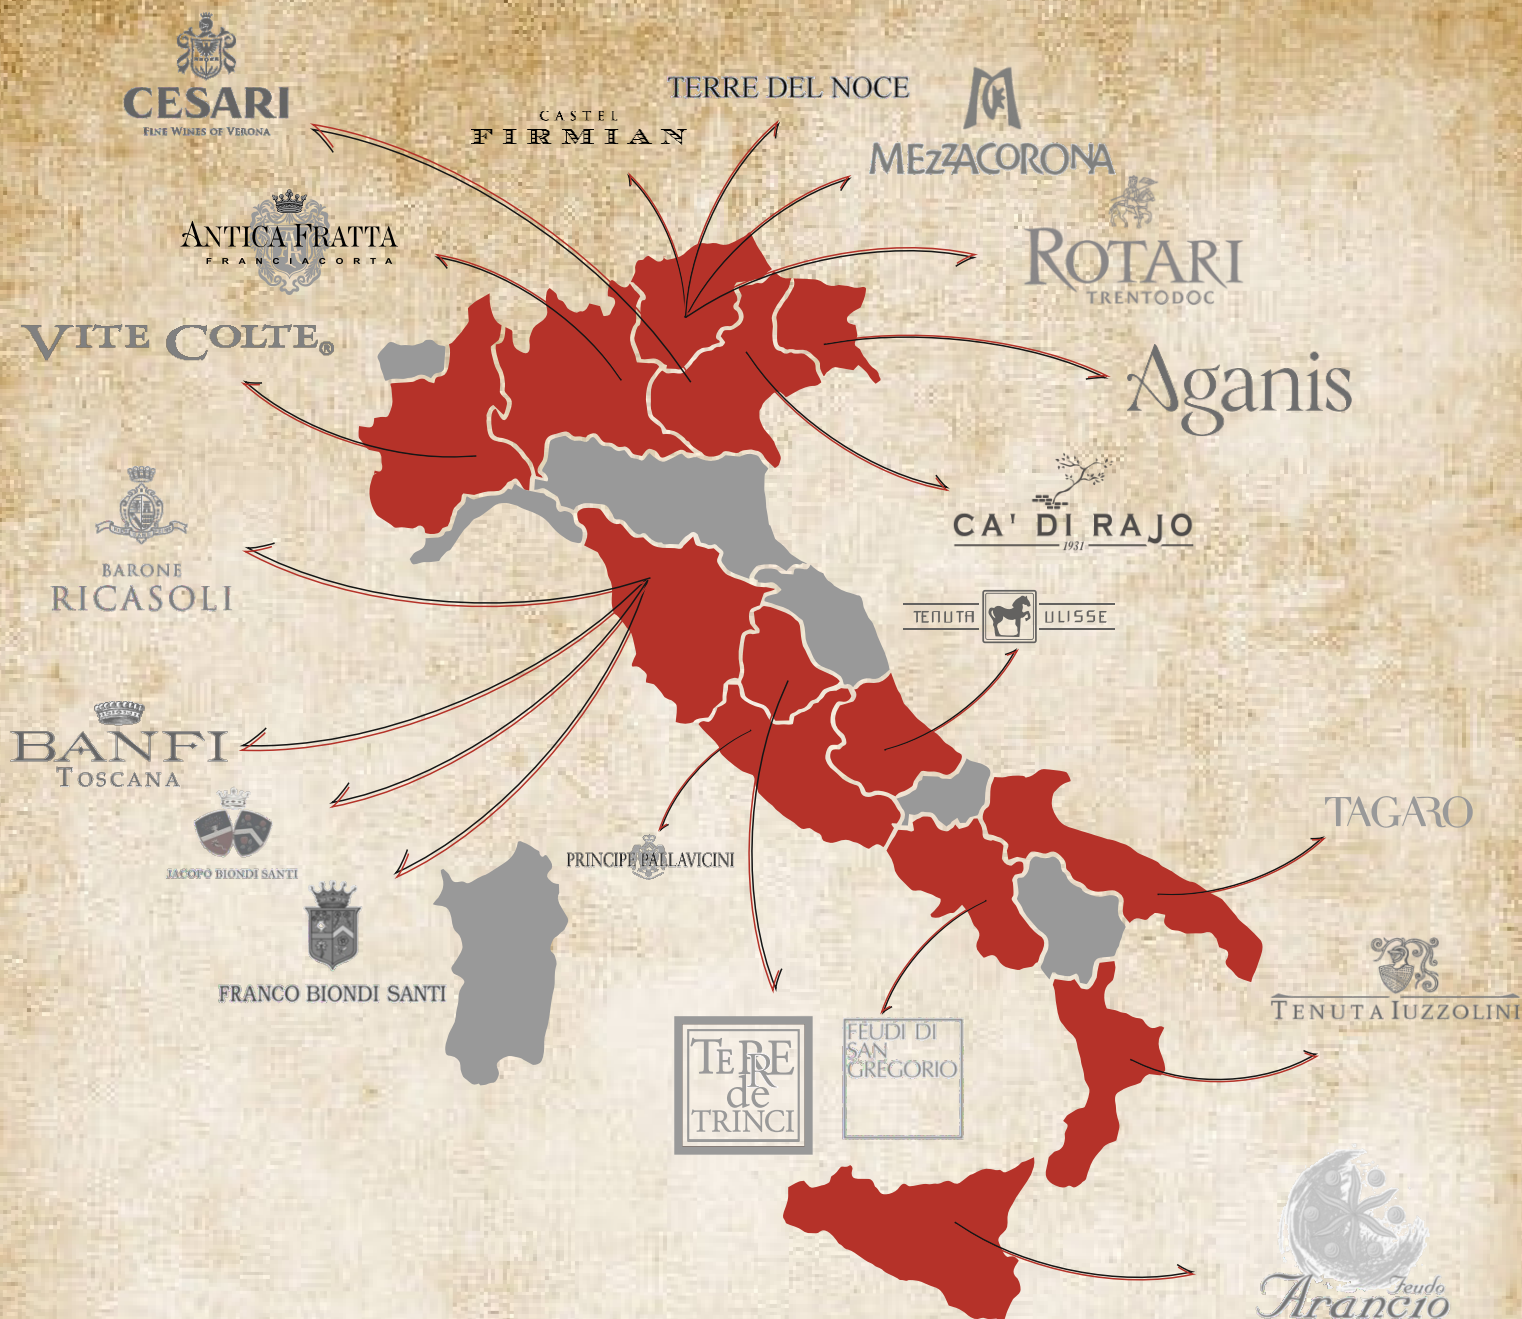 CESARI
FINE WINES OF VERONA
CASTEL
FIRMIAN
TERRE DEL NOCE
MEZZACORONA
ANTICA FRATTA
FRANCIACORTA
ROTARI
TRENTODOC
VITE COLTE®
Aganis
CA' DI RAJO
1931
BARONE
RICASOLI
TENUTA ULISSE
BANFI
TOSCANA
JACOPO BIONDI SANTI
PRINCIPE PALLAVICINI
TAGARO
FRANCO BIONDI SANTI
TENUTA IUZZOLINI
TERRE
de
TRINCI
FEUDI DI
SAN
GREGORIO
Feudo
Arancio